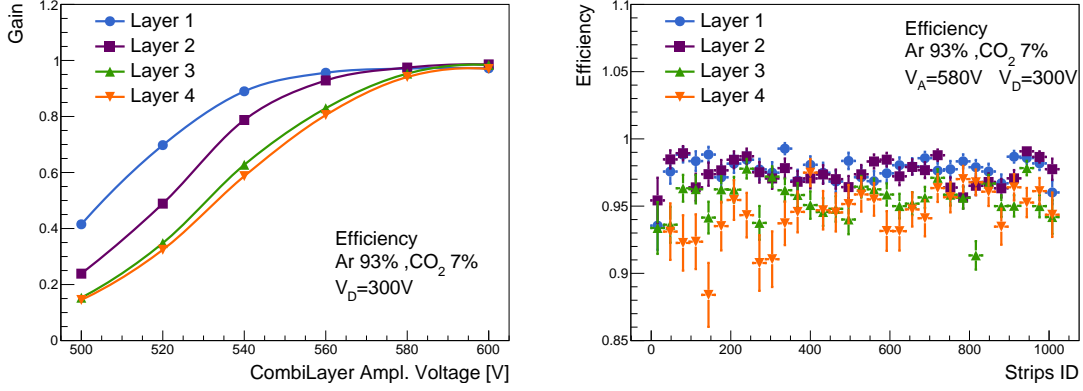 Gain
1.2
1
0.8
0.6
0.4
0.2
0
Layer 1
Layer 2
Layer 3
Layer 4
Efficiency
Ar 93% ,CO2 7%
VD=300V
500 520 540 560 580 600
CombiLayer Ampl. Voltage [V]
Efficiency
1.1
1.05
1
0.95
0.9
0.85
Layer 1
Layer 2
Layer 3
Layer 4
Efficiency
Ar 93% ,CO2 7%
VA=580V VD=300V
0 200 400 600 800 1000
Strips ID